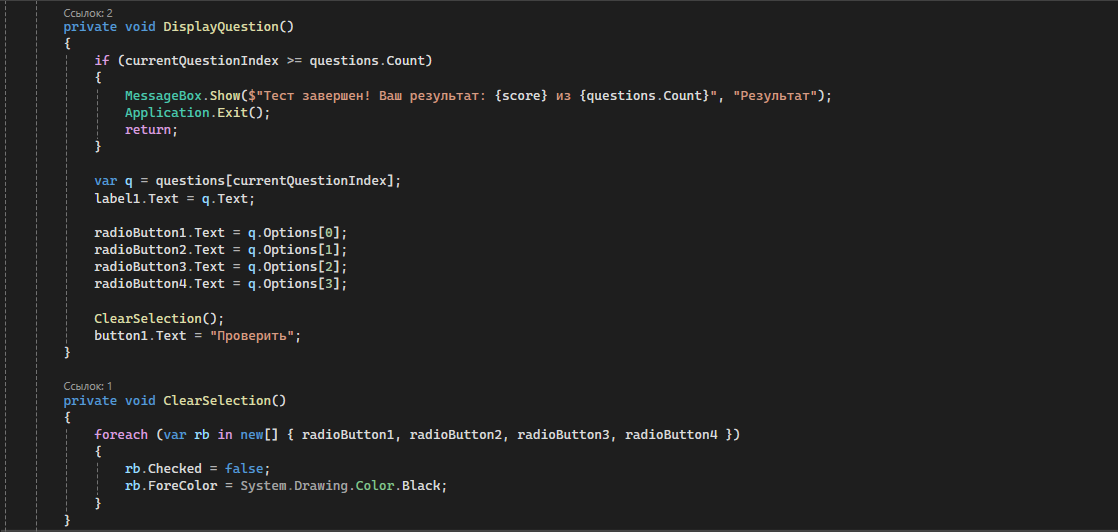 Ссылок: 2
private void DisplayQuestion()
{
if (currentQuestionIndex >= questions.Count)
{
MessageBox.Show($"Тест завершен! Ваш результат: {score} из {questions.Count}", "Результат");
Application.Exit();
return;
}
var q = questions[currentQuestionIndex];
label1.Text = q.Text;
radioButton1.Text = q.Options[0];
radioButton2.Text = q.Options[1];
radioButton3.Text = q.Options[2];
radioButton4.Text = q.Options[3];
ClearSelection();
button1.Text = "Проверить";
}
Ссылок: 1
private void ClearSelection()
{
foreach (var rb in new[] { radioButton1, radioButton2, radioButton3, radioButton4 })
{
rb.Checked = false;
rb.ForeColor = System.Drawing.Color.Black;
}
}